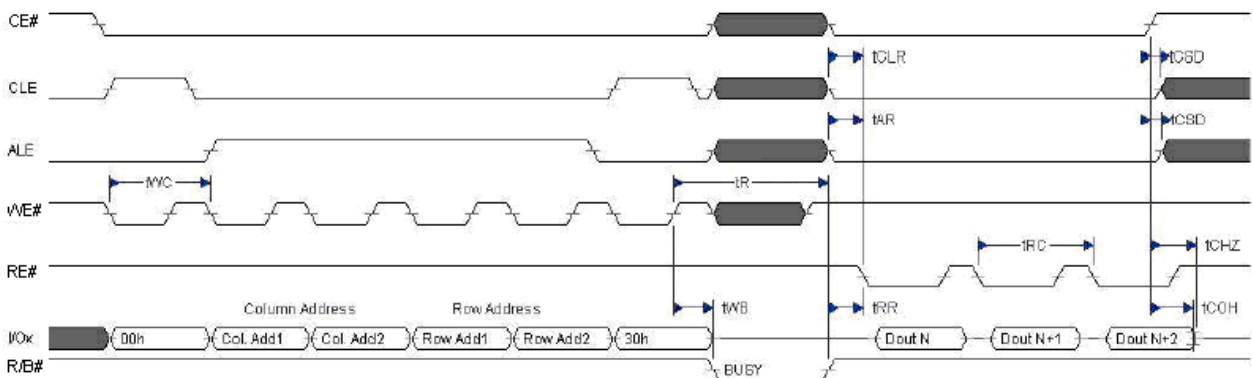 CE#
tCLR
tCSD
CLE
tAR
tCSD
ALE
tWC
tR
WE#
tRC
tCHZ
RE#
Column Address
Row Address
tWB
tRR
tCOH
I/Ox
00h
Col. Add1
Col. Add2
Row Add1
Row Add2
30h
Dout N
Dout N+1
Dout N+2
R/B#
BUSY